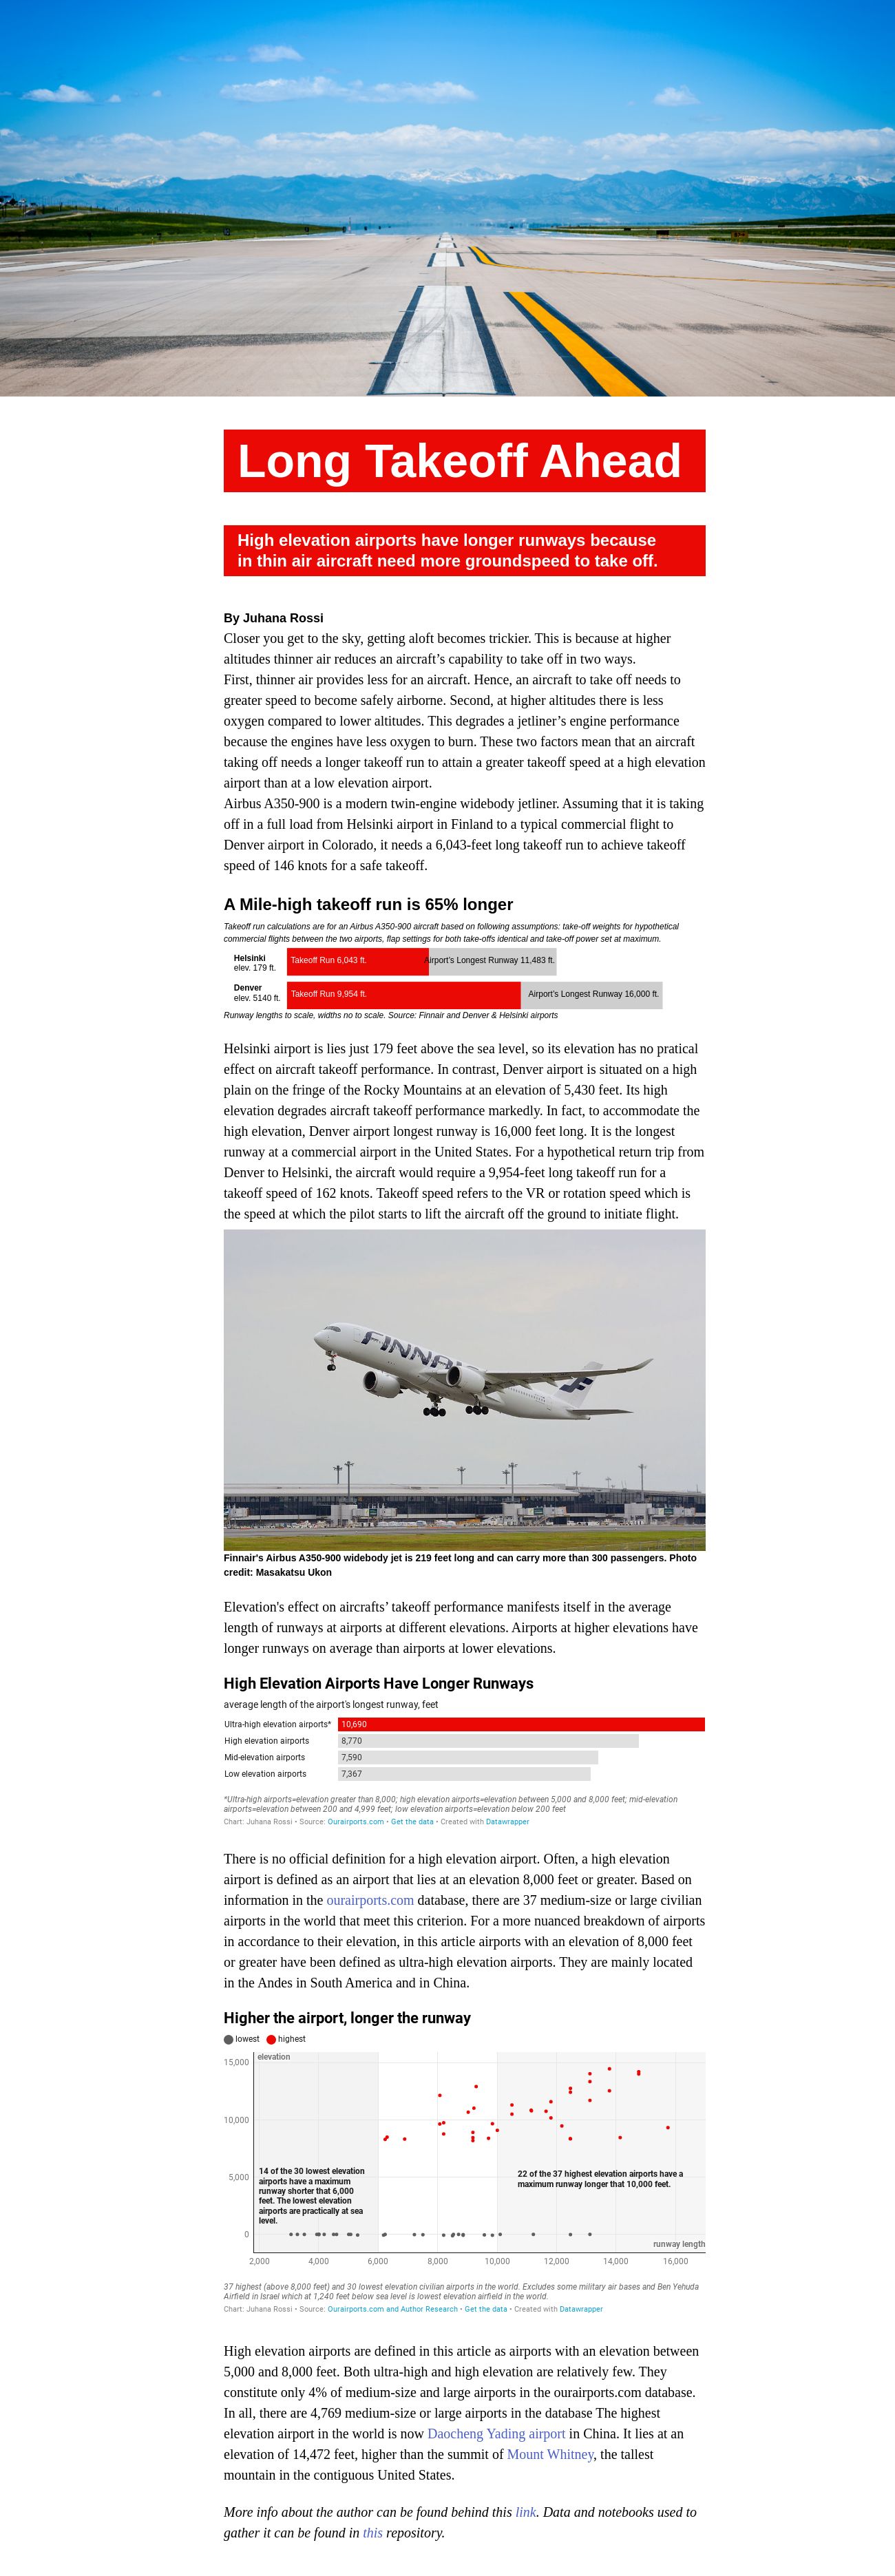 Long Takeoff Ahead
High elevation airports have longer runways because
in thin air aircraft need more groundspeed to take off.
By Juhana Rossi
Closer you get to the sky, getting aloft becomes trickier. This is because at higher
altitudes thinner air reduces an aircraft’s capability to take off in two ways.
First, thinner air provides less for an aircraft. Hence, an aircraft to take off needs to
greater speed to become safely airborne. Second, at higher altitudes there is less
oxygen compared to lower altitudes. This degrades a jetliner’s engine performance
because the engines have less oxygen to burn. These two factors mean that an aircraft
taking off needs a longer takeoff run to attain a greater takeoff speed at a high elevation
airport than at a low elevation airport.
Airbus A350-900 is a modern twin-engine widebody jetliner. Assuming that it is taking
off in a full load from Helsinki airport in Finland to a typical commercial flight to
Denver airport in Colorado, it needs a 6,043-feet long takeoff run to achieve takeoff
speed of 146 knots for a safe takeoff.
A Mile-high takeoff run is 65% longer
Takeoff run calculations are for an Airbus A350-900 aircraft based on following assumptions: take-off weights for hypothetical
commercial flights between the two airports, flap settings for both take-offs identical and take-off power set at maximum.
Helsinki
elev. 179 ft.
Takeoff Run 6,043 ft.
Airport’s Longest Runway 11,483 ft.
Denver
elev. 5140 ft.
Takeoff Run 9,954 ft.
Airport’s Longest Runway 16,000 ft.
Runway lengths to scale, widths no to scale. Source: Finnair and Denver & Helsinki airports
Helsinki airport is lies just 179 feet above the sea level, so its elevation has no pratical
effect on aircraft takeoff performance. In contrast, Denver airport is situated on a high
plain on the fringe of the Rocky Mountains at an elevation of 5,430 feet. Its high
elevation degrades aircraft takeoff performance markedly. In fact, to accommodate the
high elevation, Denver airport longest runway is 16,000 feet long. It is the longest
runway at a commercial airport in the United States. For a hypothetical return trip from
Denver to Helsinki, the aircraft would require a 9,954-feet long takeoff run for a
takeoff speed of 162 knots. Takeoff speed refers to the VR or rotation speed which is
the speed at which the pilot starts to lift the aircraft off the ground to initiate flight.
FINNAIR
Finnair's Airbus A350-900 widebody jet is 219 feet long and can carry more than 300 passengers. Photo
credit: Masakatsu Ukon
Elevation's effect on aircrafts’ takeoff performance manifests itself in the average
length of runways at airports at different elevations. Airports at higher elevations have
longer runways on average than airports at lower elevations.
High Elevation Airports Have Longer Runways
average length of the airport's longest runway, feet
Ultra-high elevation airports* 10,690
High elevation airports 8,770
Mid-elevation airports 7,590
Low elevation airports 7,367
*Ultra-high airports=elevation greater than 8,000; high elevation airports=elevation between 5,000 and 8,000 feet; mid-elevation
airports=elevation between 200 and 4,999 feet; low elevation airports=elevation below 200 feet
Chart: Juhana Rossi • Source: Ourairports.com • Get the data • Created with Datawrapper
There is no official definition for a high elevation airport. Often, a high elevation
airport is defined as an airport that lies at an elevation 8,000 feet or greater. Based on
information in the ourairports.com database, there are 37 medium-size or large civilian
airports in the world that meet this criterion. For a more nuanced breakdown of airports
in accordance to their elevation, in this article airports with an elevation of 8,000 feet
or greater have been defined as ultra-high elevation airports. They are mainly located
in the Andes in South America and in China.
Higher the airport, longer the runway
lowest highest
elevation
15,000
10,000
5,000
0
14 of the 30 lowest elevation
airports have a maximum
runway shorter that 6,000
feet. The lowest elevation
airports are practically at sea
level.
22 of the 37 highest elevation airports have a
maximum runway longer that 10,000 feet.
runway length
2,000 4,000 6,000 8,000 10,000 12,000 14,000 16,000
37 highest (above 8,000 feet) and 30 lowest elevation civilian airports in the world. Excludes some military air bases and Ben Yehuda
Airfield in Israel which at 1,240 feet below sea level is lowest elevation airfield in the world.
Chart: Juhana Rossi • Source: Ourairports.com and Author Research • Get the data • Created with Datawrapper
High elevation airports are defined in this article as airports with an elevation between
5,000 and 8,000 feet. Both ultra-high and high elevation are relatively few. They
constitute only 4% of medium-size and large airports in the ourairports.com database.
In all, there are 4,769 medium-size or large airports in the database The highest
elevation airport in the world is now Daocheng Yading airport in China. It lies at an
elevation of 14,472 feet, higher than the summit of Mount Whitney, the tallest
mountain in the contiguous United States.
More info about the author can be found behind this link. Data and notebooks used to
gather it can be found in this repository.